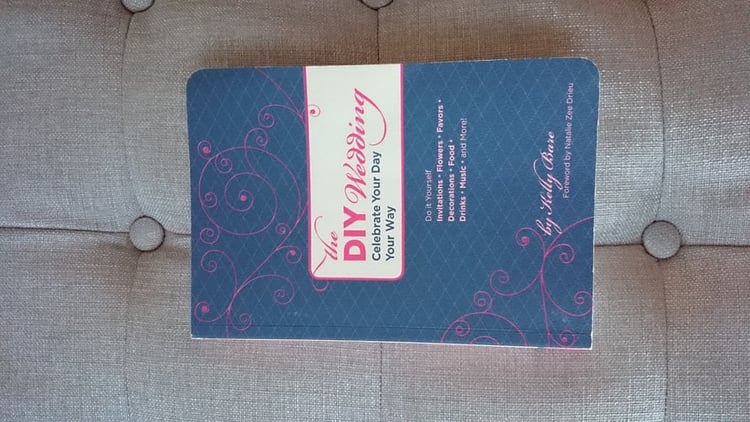 the
DIY Wedding
Celebrate Your Day
Your Way
Do it Yourself
Invitations • Flowers • Favors •
Decorations • Food •
Drinks • Music • and More!
by Kelly Bare
Foreword by Natalie Zee Drieu